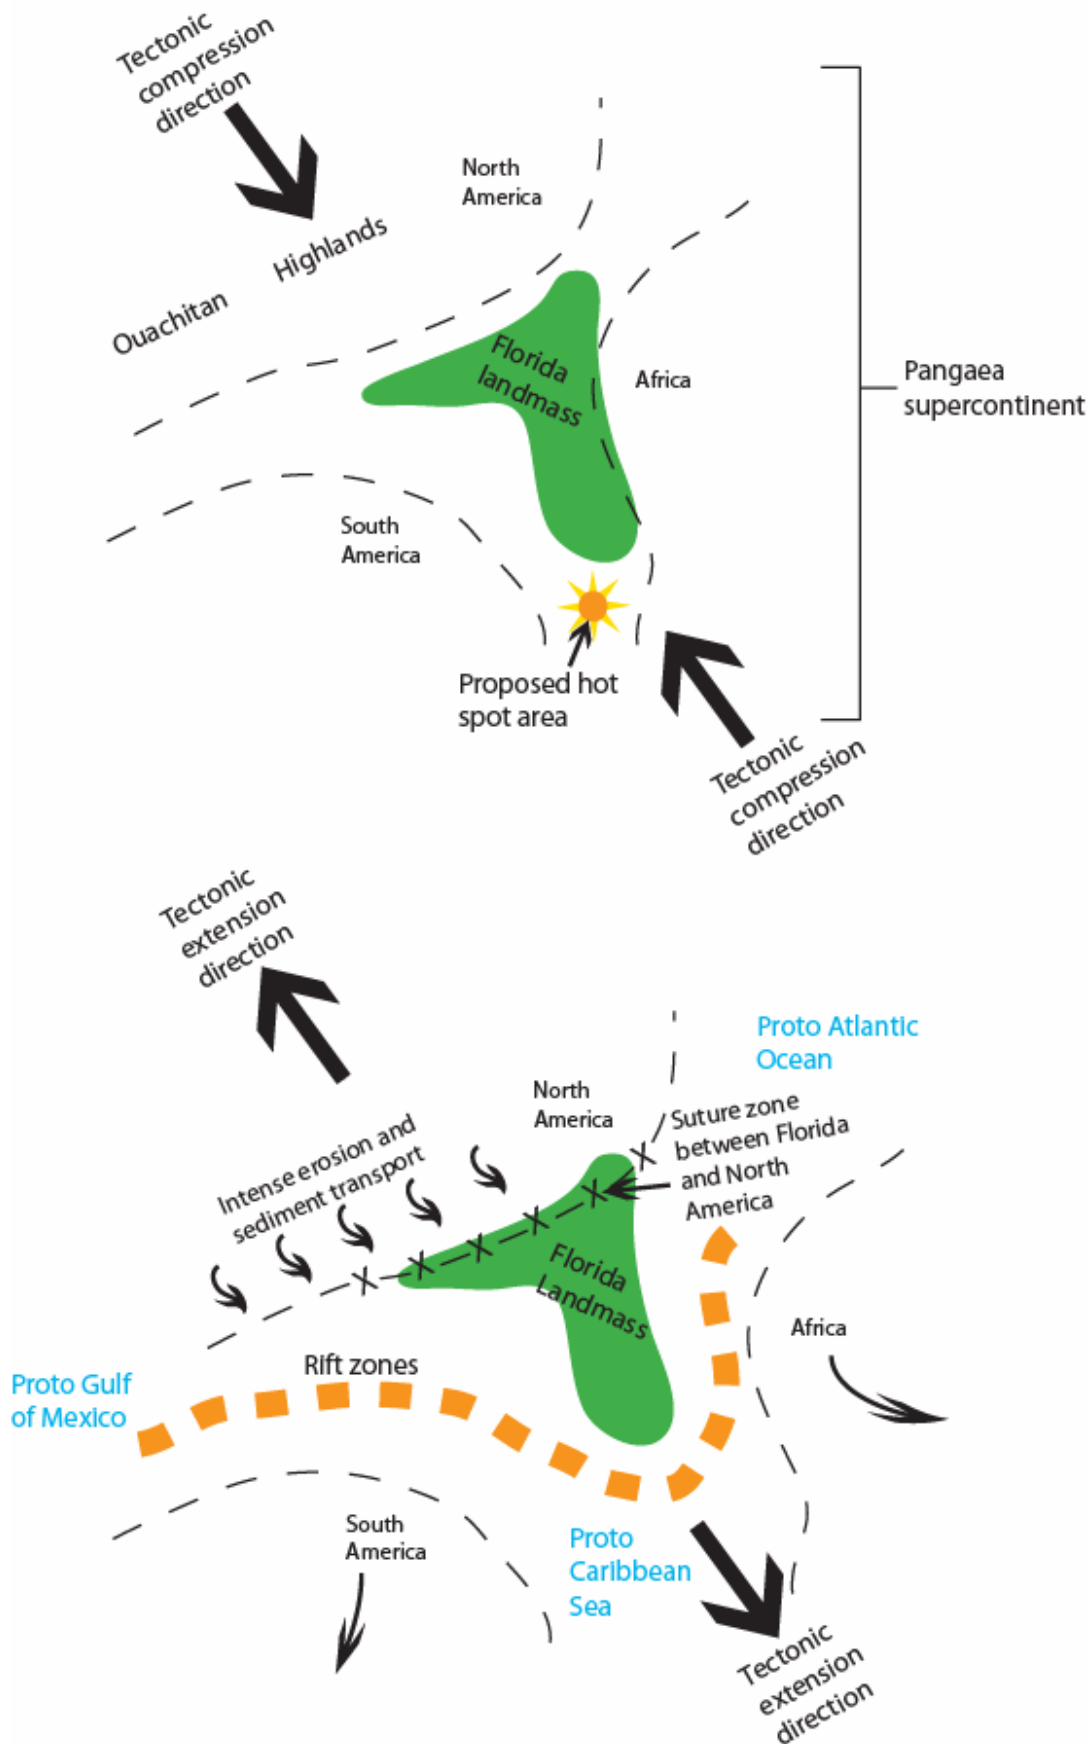 Tectonic
compression
direction
North
America
Highlands
Ouachitan
Florida
landmass
Africa
Pangaea
supercontinent
South
America
Proposed hot
spot area
Tectonic
compression
direction
Tectonic
extension
direction
Proto Atlantic
Ocean
North
America
Suture zone
between Florida
and North
America
Intense erosion and
sediment transport
Florida
Landmass
Africa
Rift zones
Proto Gulf
of Mexico
South
America
Proto
Caribbean
Sea
Tectonic
extension
direction